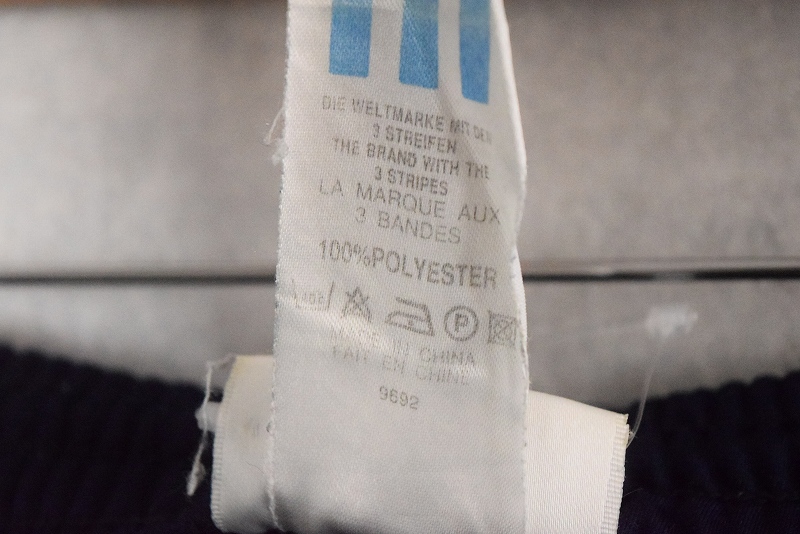 DIE WELTMARKE MIT DEN
3 STREIFEN
THE BRAND WITH THE
3 STRIPES
LA MARQUE AUX
3 BANDES
100%POLYESTER
40°
P
MADE IN CHINA
FAIT EN CHINE
9692